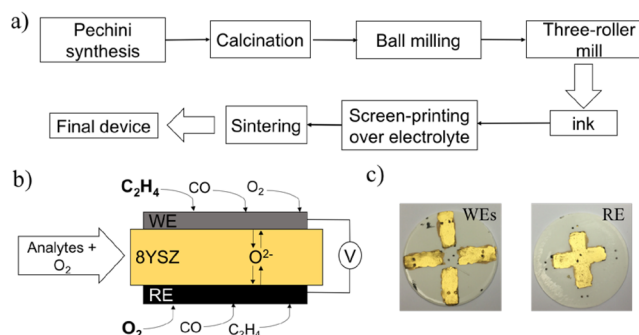 a)
Pechini
synthesis
Calcination
Ball milling
Three-roller
mill
Final device
Sintering
Screen-printing
over electrolyte
ink
b)
C₂H₄
CO
O₂
WE
Analytes +
O₂
8YSZ
O²⁻
V
RE
O₂
CO
C₂H₄
c)
WEs
RE